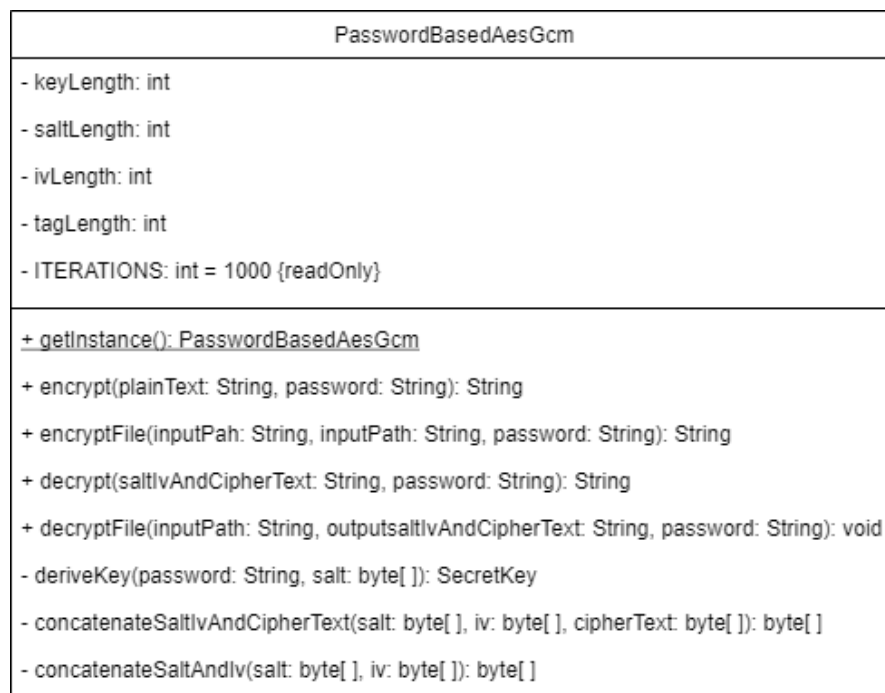 PasswordBasedAesGcm
- keyLength: int
- saltLength: int
- ivLength: int
- tagLength: int
- ITERATIONS: int = 1000 {readOnly}
+ getInstance(): PasswordBasedAesGcm
+ encrypt(plainText: String, password: String): String
+ encryptFile(inputPah: String, inputPath: String, password: String): String
+ decrypt(saltIvAndCipherText: String, password: String): String
+ decryptFile(inputPath: String, outputsaltIvAndCipherText: String, password: String): void
- deriveKey(password: String, salt: byte[ ]): SecretKey
- concatenateSaltIvAndCipherText(salt: byte[ ], iv: byte[ ], cipherText: byte[ ]): byte[ ]
- concatenateSaltAndIv(salt: byte[ ], iv: byte[ ]): byte[ ]